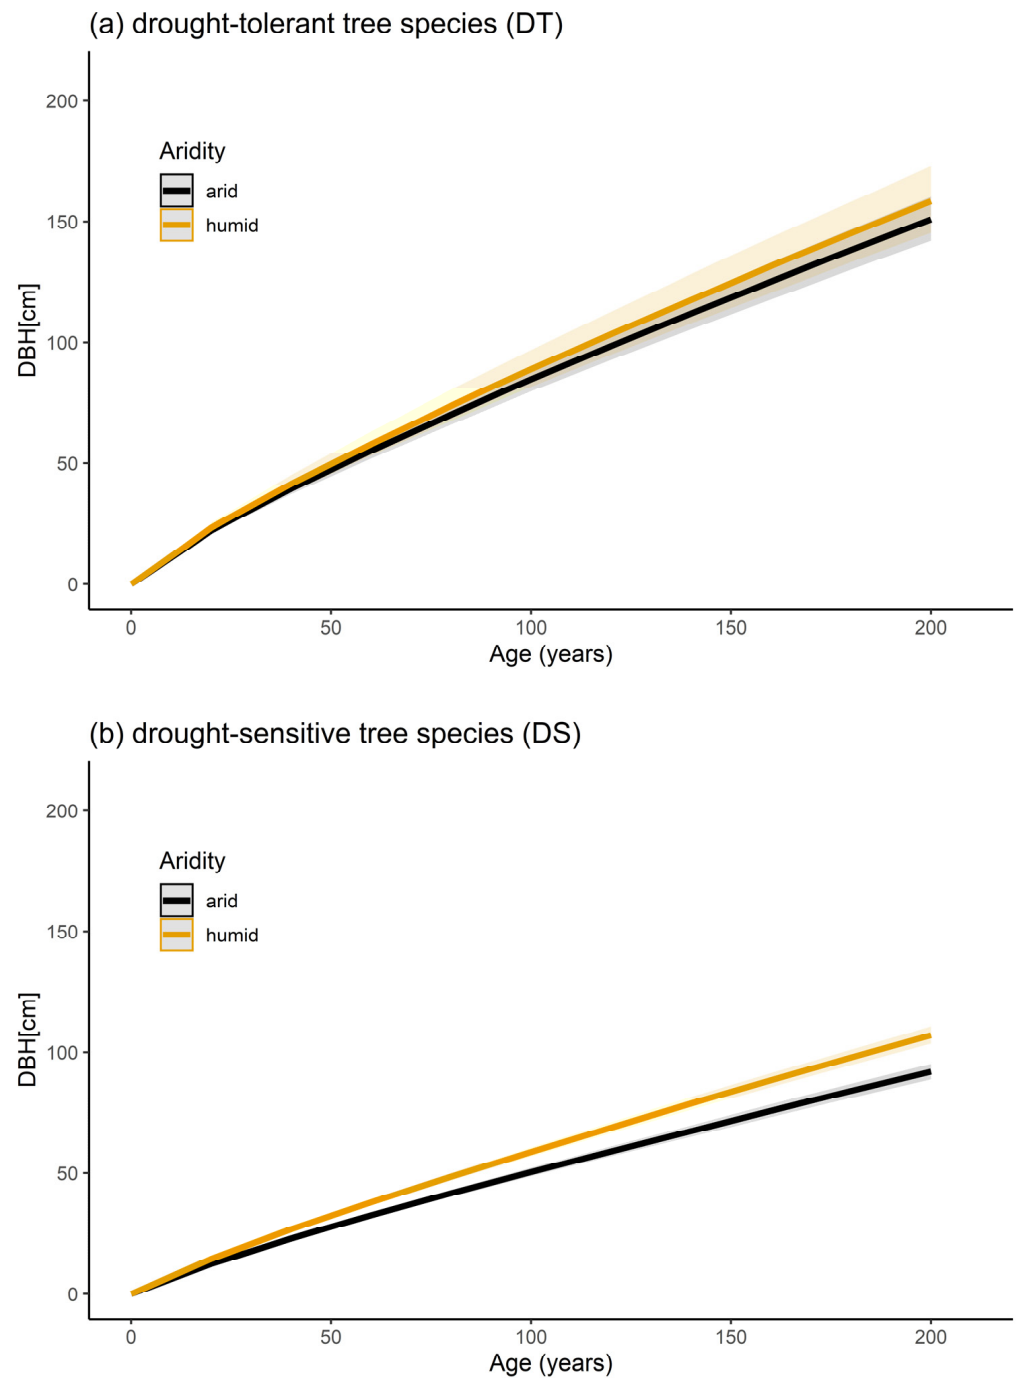 (a) drought-tolerant tree species (DT)
200
150
100
50
0
DBH[cm]
Aridity
arid
humid
0 50 100 150 200
Age (years)
(b) drought-sensitive tree species (DS)
200
150
100
50
0
DBH[cm]
Aridity
arid
humid
0 50 100 150 200
Age (years)